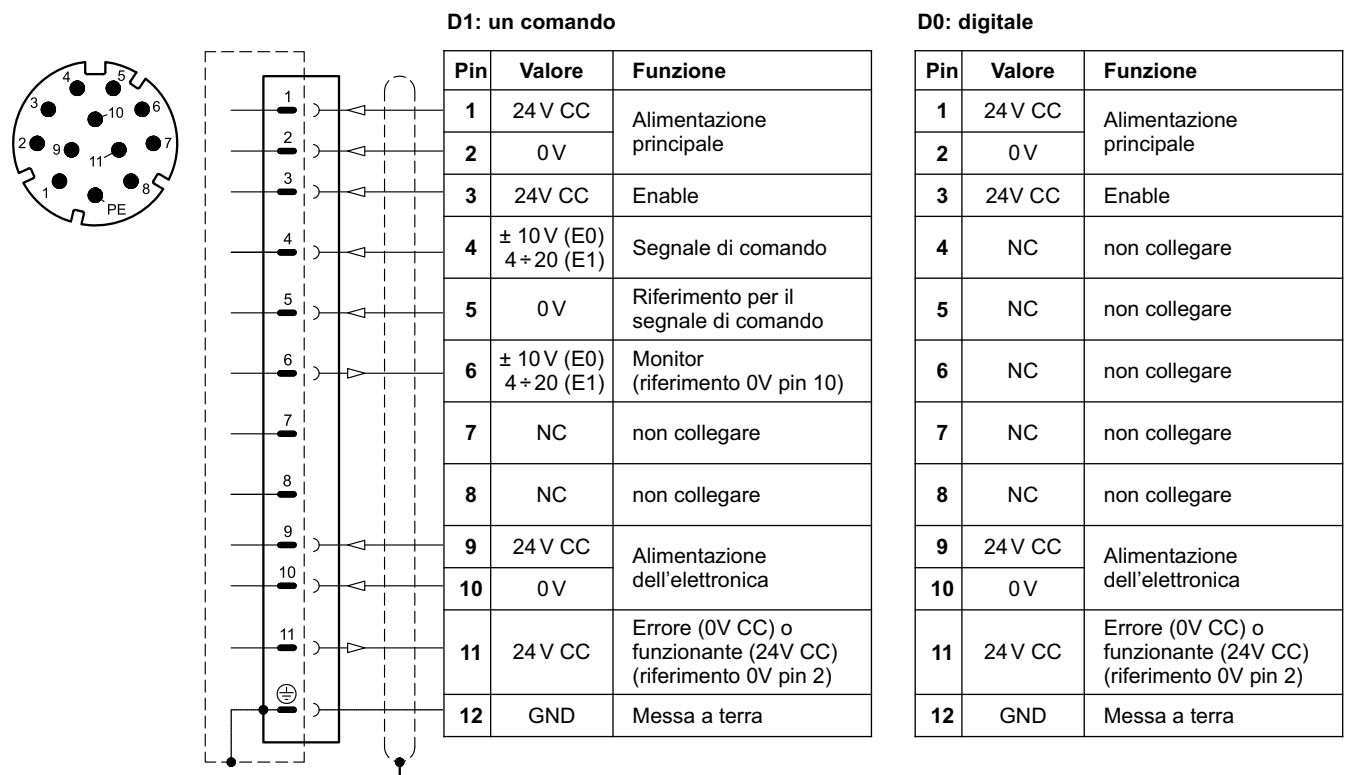 D1: un comando
D0: digitale
4 5
3 10 6
2 9 11 7
1 8
PE
1
2
3
4
5
6
7
8
9
10
11
Pin Valore Funzione
1 24 V CC Alimentazione
principale
2 0 V
3 24V CC Enable
4 ± 10 V (E0)
4÷20 (E1) Segnale di comando
5 0 V Riferimento per il
segnale di comando
6 ± 10 V (E0)
4÷20 (E1) Monitor
(riferimento 0V pin 10)
7 NC non collegare
8 NC non collegare
9 24 V CC Alimentazione
dell'elettronica
10 0 V
11 24 V CC Errore (0V CC) o
funzionante (24V CC)
(riferimento 0V pin 2)
12 GND Messa a terra
Pin Valore Funzione
1 24 V CC Alimentazione
principale
2 0 V
3 24V CC Enable
4 NC non collegare
5 NC non collegare
6 NC non collegare
7 NC non collegare
8 NC non collegare
9 24 V CC Alimentazione
dell'elettronica
10 0 V
11 24 V CC Errore (0V CC) o
funzionante (24V CC)
(riferimento 0V pin 2)
12 GND Messa a terra